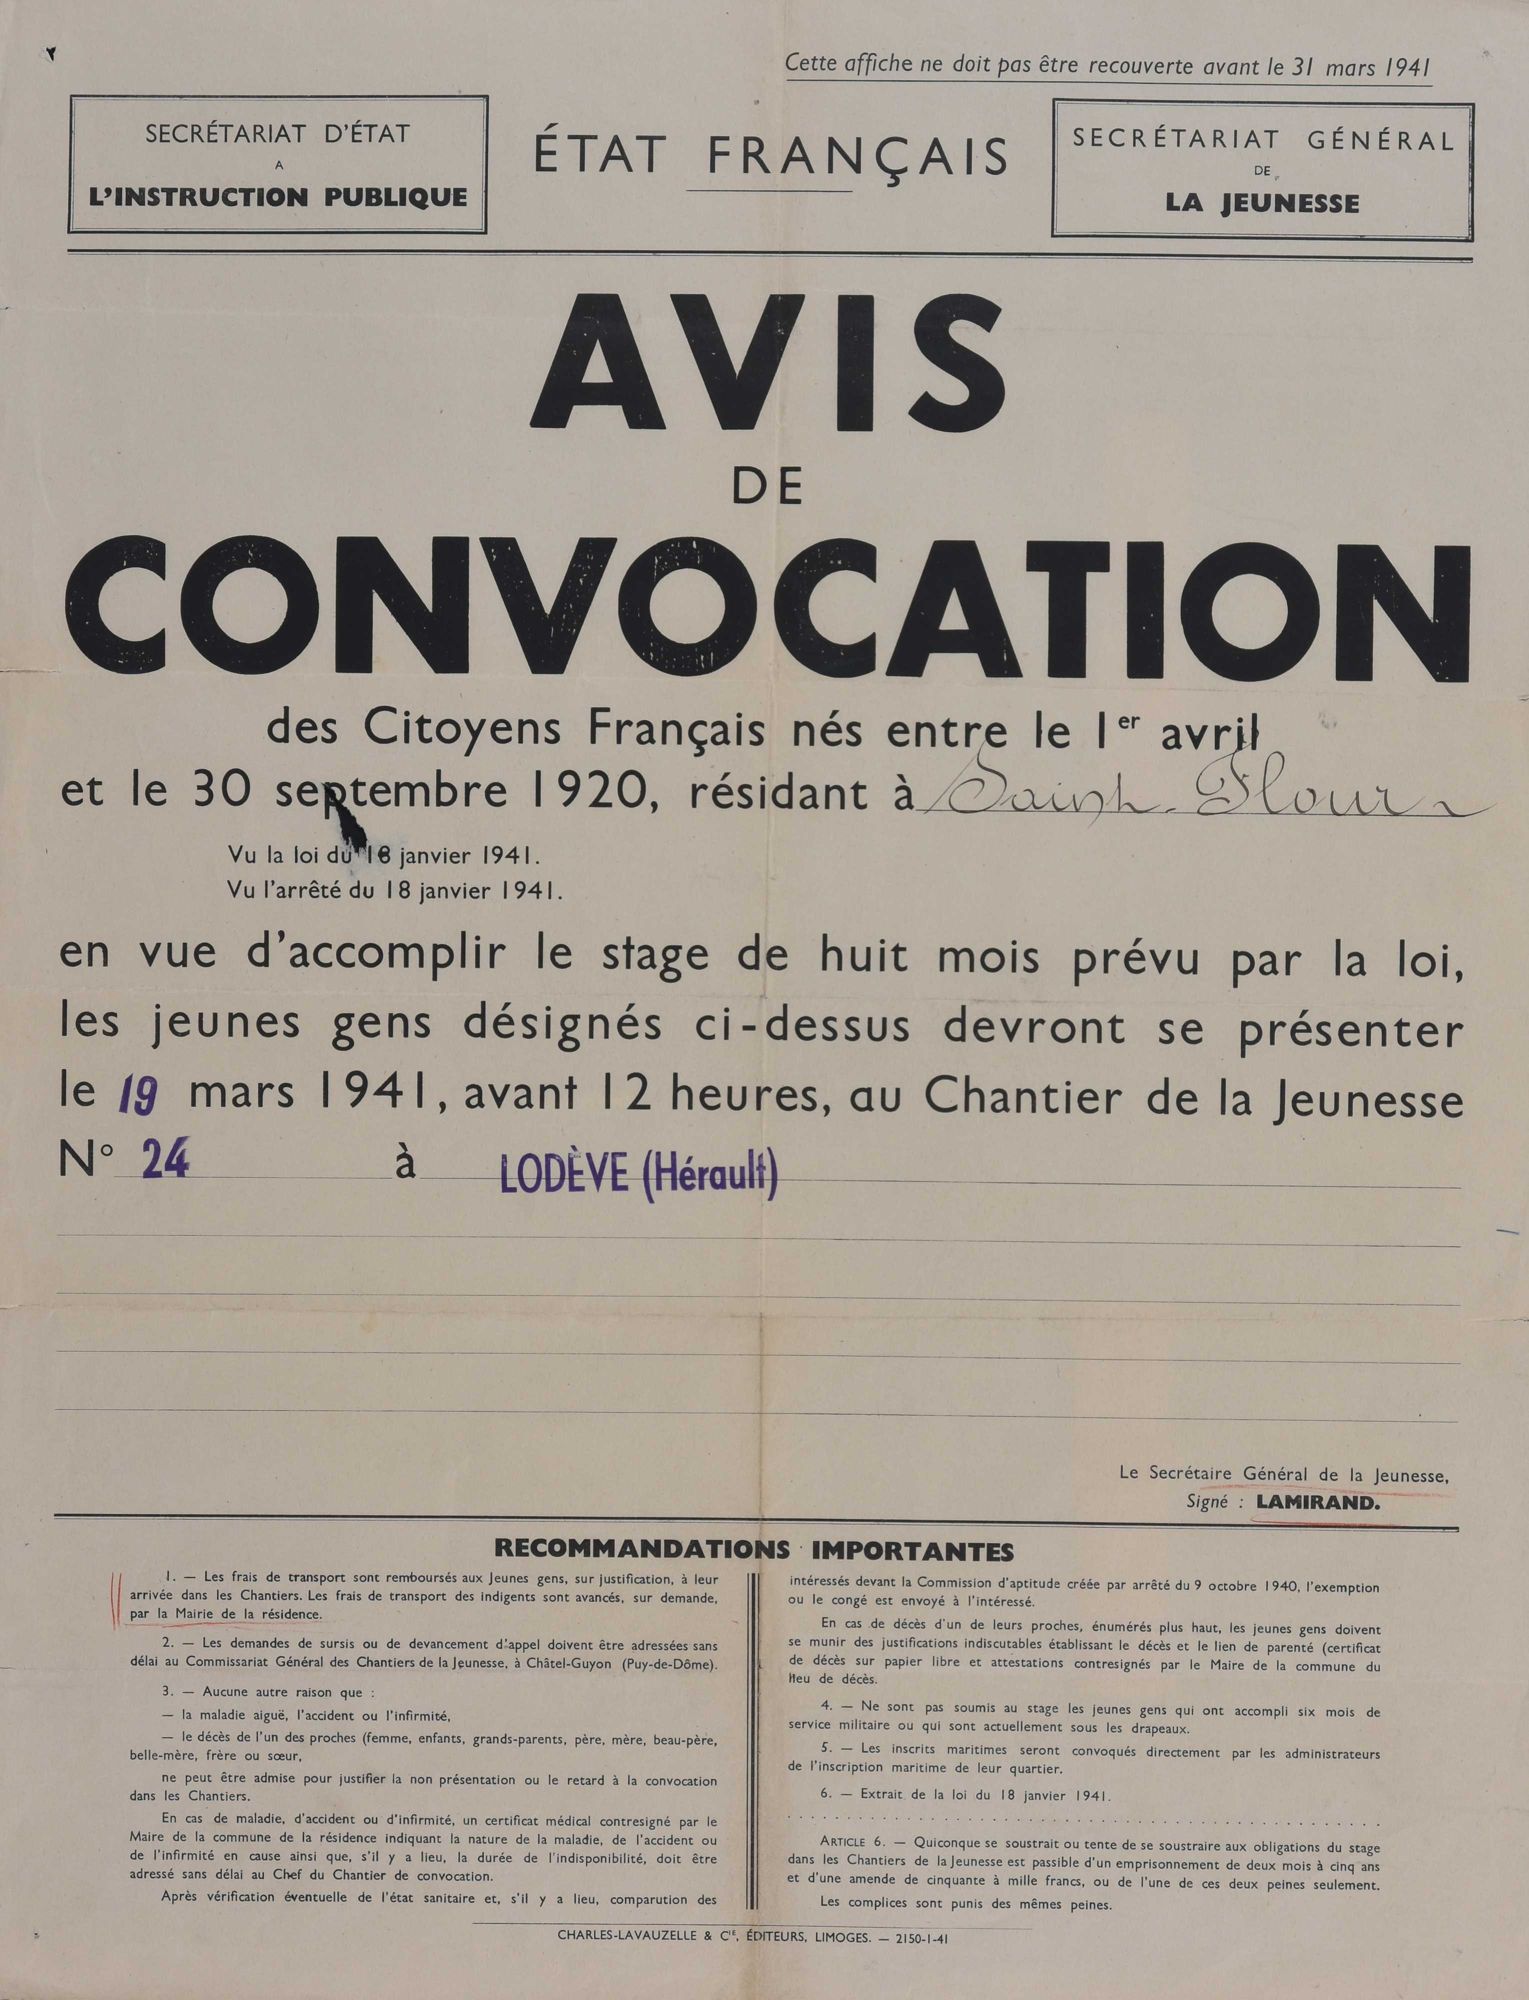 Cette affiche ne doit pas être recouverte avant le 31 mars 1941
SECRÉTARIAT D'ÉTAT
A
L'INSTRUCTION PUBLIQUE
ÉTAT FRANÇAIS
SECRÉTARIAT GÉNÉRAL
DE
LA JEUNESSE
AVIS
DE
CONVOCATION
des Citoyens Français nés entre le 1er avril
et le 30 septembre 1920, résidant à Saint-Flour
Vu la loi du 18 janvier 1941.
Vu l'arrêté du 18 janvier 1941.
en vue d'accomplir le stage de huit mois prévu par la loi,
les jeunes gens désignés ci-dessus devront se présenter
le 19 mars 1941, avant 12 heures, au Chantier de la Jeunesse
N° 24 à LODÈVE (Hérault)
Le Secrétaire Général de la Jeunesse,
Signé : LAMIRAND.
RECOMMANDATIONS IMPORTANTES
1. — Les frais de transport sont remboursés aux Jeunes gens, sur justification, à leur
arrivée dans les Chantiers. Les frais de transport des indigents sont avancés, sur demande,
par la Mairie de la résidence.
2. — Les demandes de sursis ou de devancement d'appel doivent être adressées sans
délai au Commissariat Général des Chantiers de la Jeunesse, à Châtel-Guyon (Puy-de-Dôme).
3. — Aucune autre raison que :
— la maladie aiguë, l'accident ou l'infirmité,
— le décès de l'un des proches (femme, enfants, grands-parents, père, mère, beau-père,
belle-mère, frère ou sœur,
ne peut être admise pour justifier la non présentation ou le retard à la convocation
dans les Chantiers.
En cas de maladie, d'accident ou d'infirmité, un certificat médical contresigné par le
Maire de la commune de la résidence indiquant la nature de la maladie, de l'accident ou
de l'infirmité en cause ainsi que, s'il y a lieu, la durée de l'indisponibilité, doit être
adressé sans délai au Chef du Chantier de convocation.
Après vérification éventuelle de l'état sanitaire et, s'il y a lieu, comparution des
intéressés devant la Commission d'aptitude créée par arrêté du 9 octobre 1940, l'exemption
ou le congé est envoyé à l'intéressé.
En cas de décès d'un de leurs proches, énumérés plus haut, les jeunes gens doivent
se munir des justifications indiscutables établissant le décès et le lien de parenté (certificat
de décès sur papier libre et attestations contresignés par le Maire de la commune du
lieu de décès.
4. — Ne sont pas soumis au stage les jeunes gens qui ont accompli six mois de
service militaire ou qui sont actuellement sous les drapeaux.
5. — Les inscrits maritimes seront convoqués directement par les administrateurs
de l'inscription maritime de leur quartier.
6. — Extrait de la loi du 18 janvier 1941.
. . . . . . . . . . . . . . . . . . . . . . . . . . . . . . . . . . . . . . . .
ARTICLE 6. — Quiconque se soustrait ou tente de se soustraire aux obligations du stage
dans les Chantiers de la Jeunesse est passible d'un emprisonnement de deux mois à cinq ans
et d'une amende de cinquante à mille francs, ou de l'une de ces deux peines seulement.
Les complices sont punis des mêmes peines.
CHARLES-LAVAUZELLE & Cie, ÉDITEURS, LIMOGES. — 2150-1-41